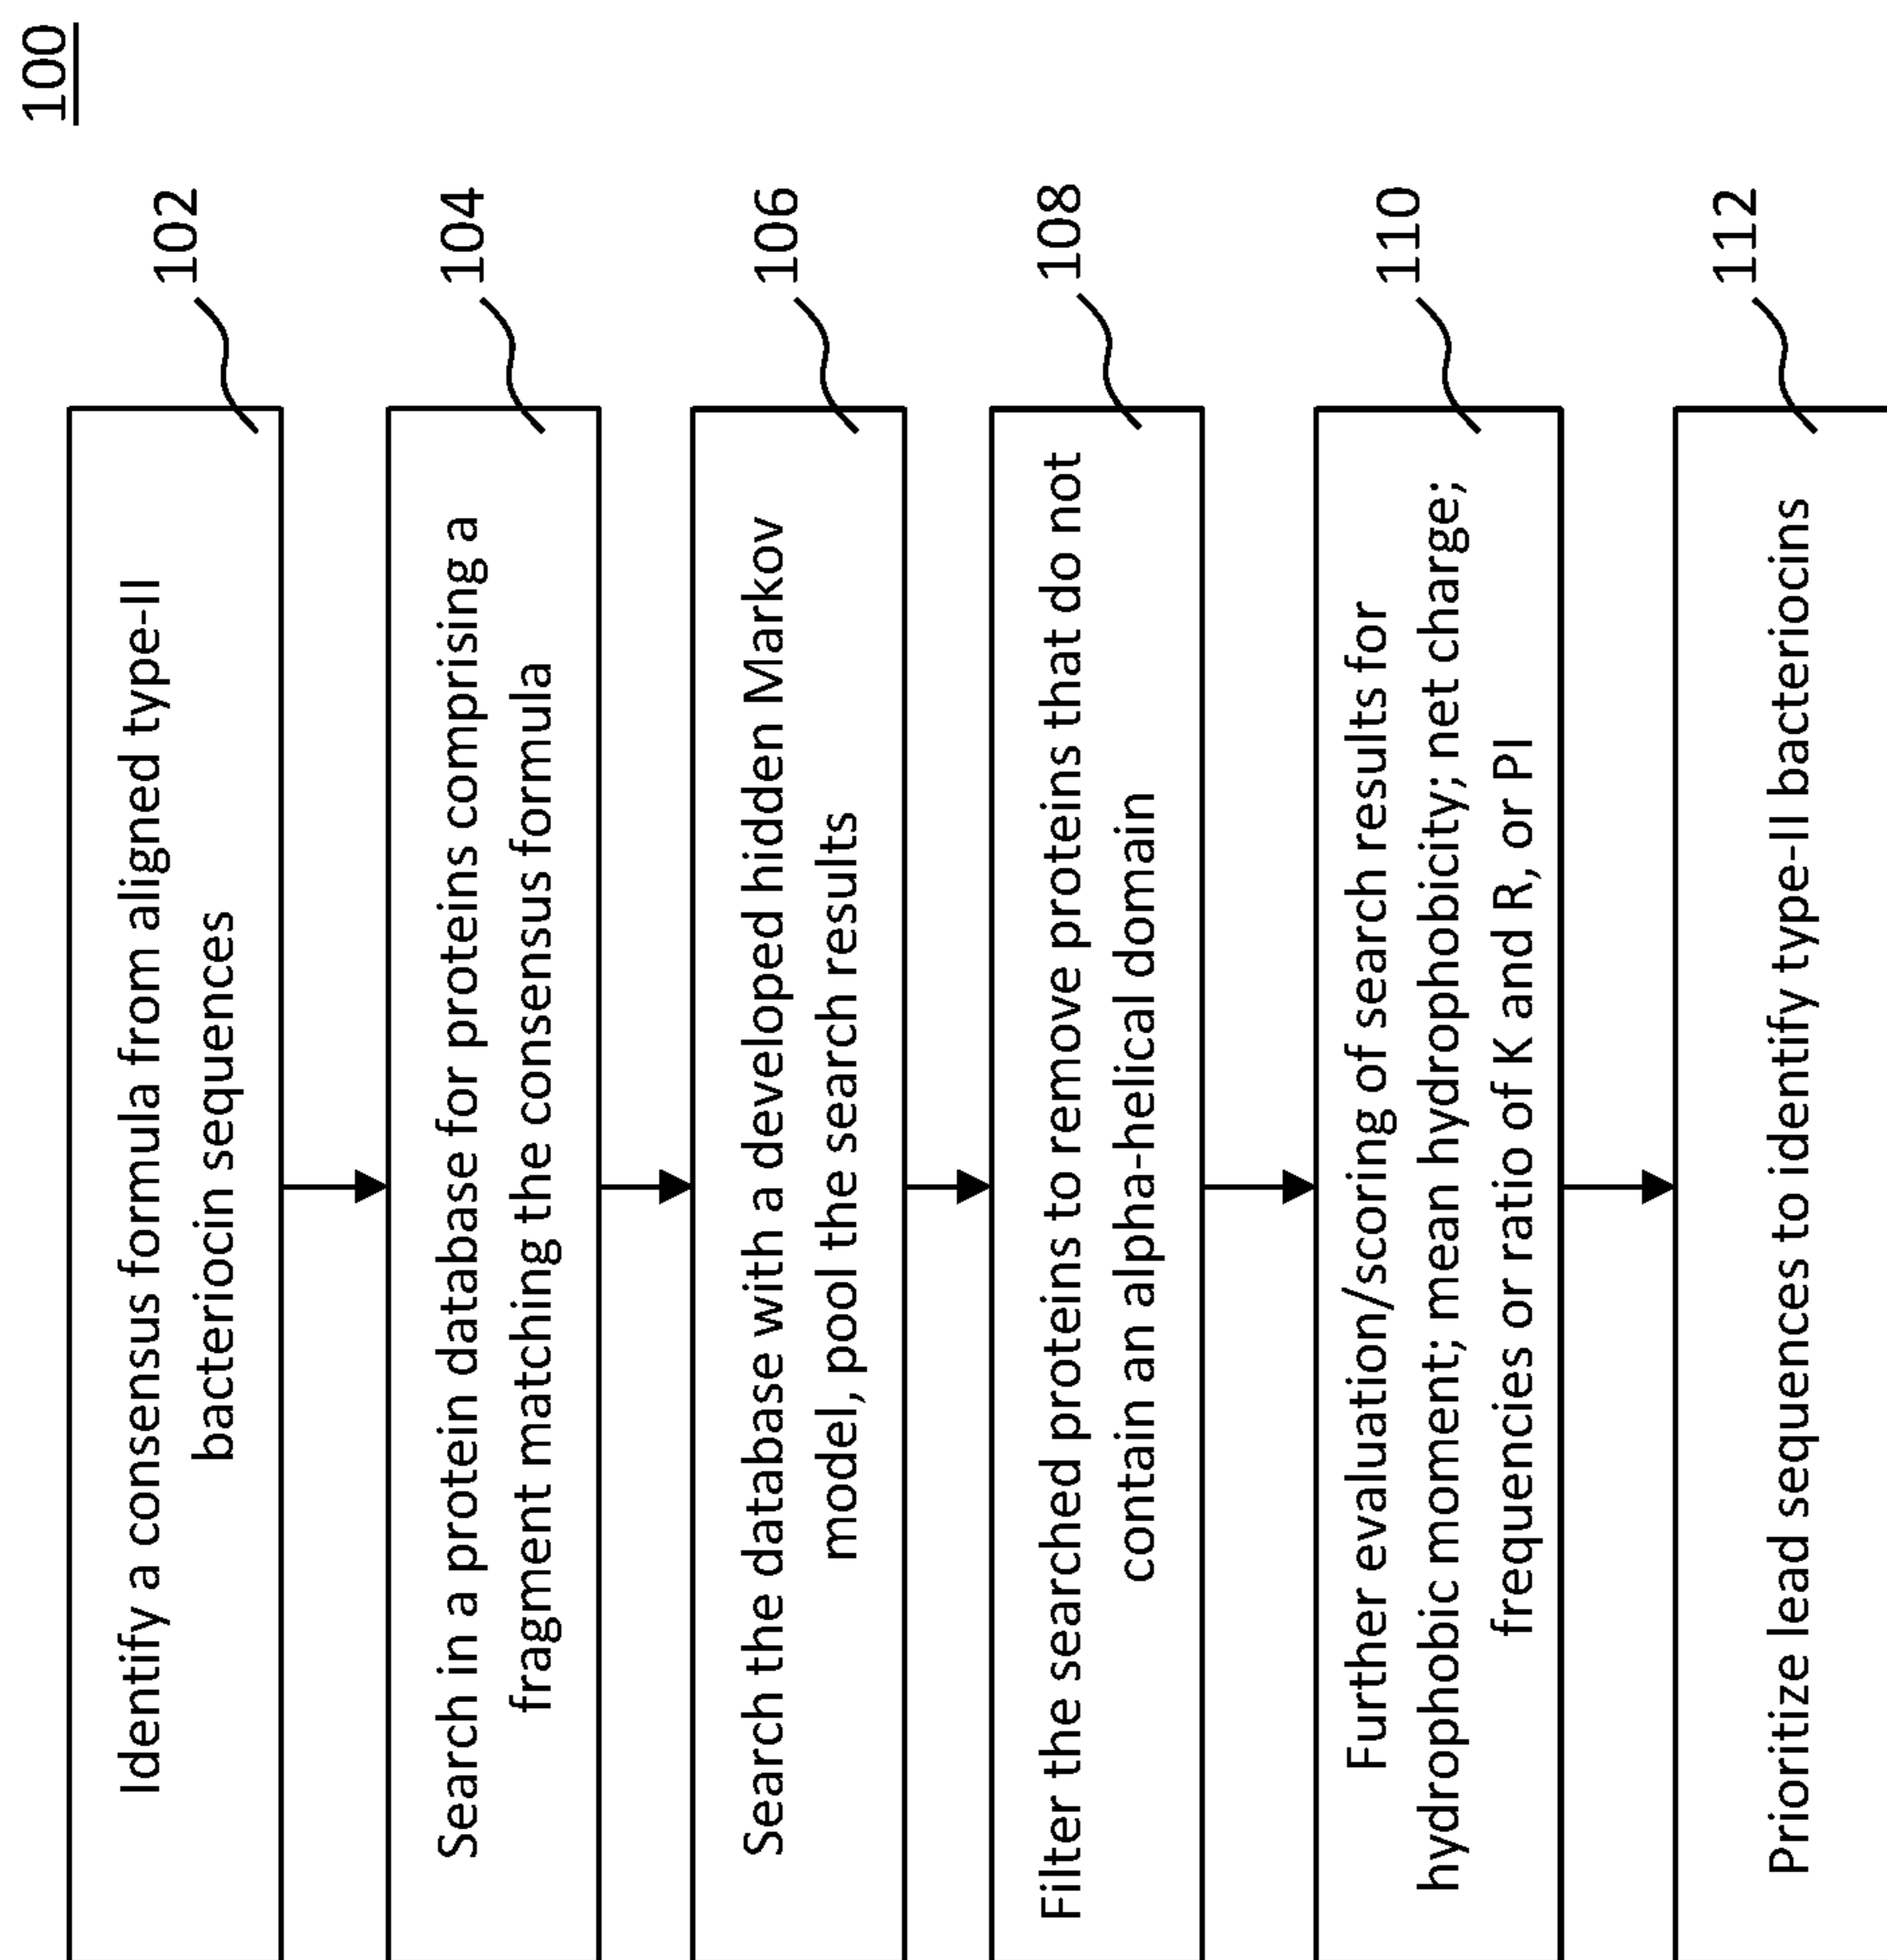 100
Identify a consensus formula from aligned type-II
bacteriocin sequences
102
Search in a protein database for proteins comprising a
fragment matching the consensus formula
104
Search the database with a developed hidden Markov
model, pool the search results
106
Filter the searched proteins to remove proteins that do not
contain an alpha-helical domain
108
Further evaluation/scoring of search results for
hydrophobic moment; mean hydrophobicity; net charge;
frequencies or ratio of K and R, or PI
110
Prioritize lead sequences to identify type-II bacteriocins
112